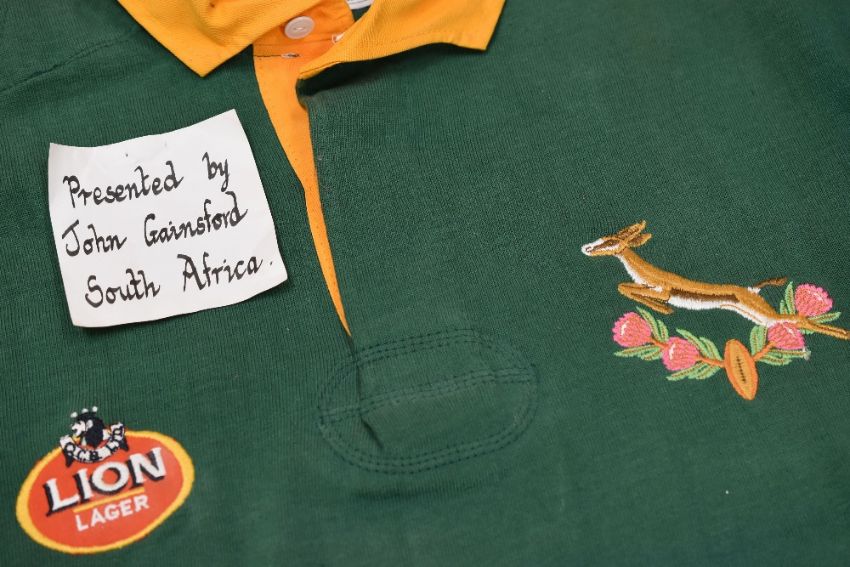 Presented by
John Gainsford
South Africa.
LION
LAGER